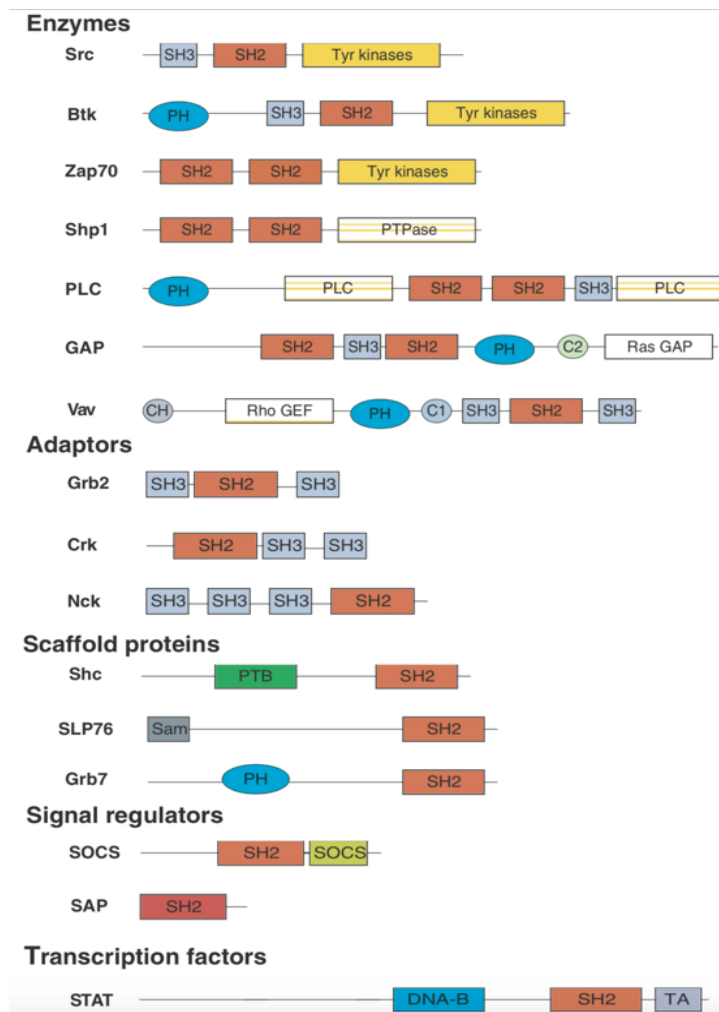 Enzymes
Src SH3 SH2 Tyr kinases
Btk PH SH3 SH2 Tyr kinases
Zap70 SH2 SH2 Tyr kinases
Shp1 SH2 SH2 PTPase
PLC PH PLC SH2 SH2 SH3 PLC
GAP SH2 SH3 SH2 PH C2 Ras GAP
Vav CH Rho GEF PH C1 SH3 SH2 SH3
Adaptors
Grb2 SH3 SH2 SH3
Crk SH2 SH3 SH3
Nck SH3 SH3 SH3 SH2
Scaffold proteins
Shc PTB SH2
SLP76 Sam SH2
Grb7 PH SH2
Signal regulators
SOCS SH2 SOCS
SAP SH2
Transcription factors
STAT DNA-B SH2 TA